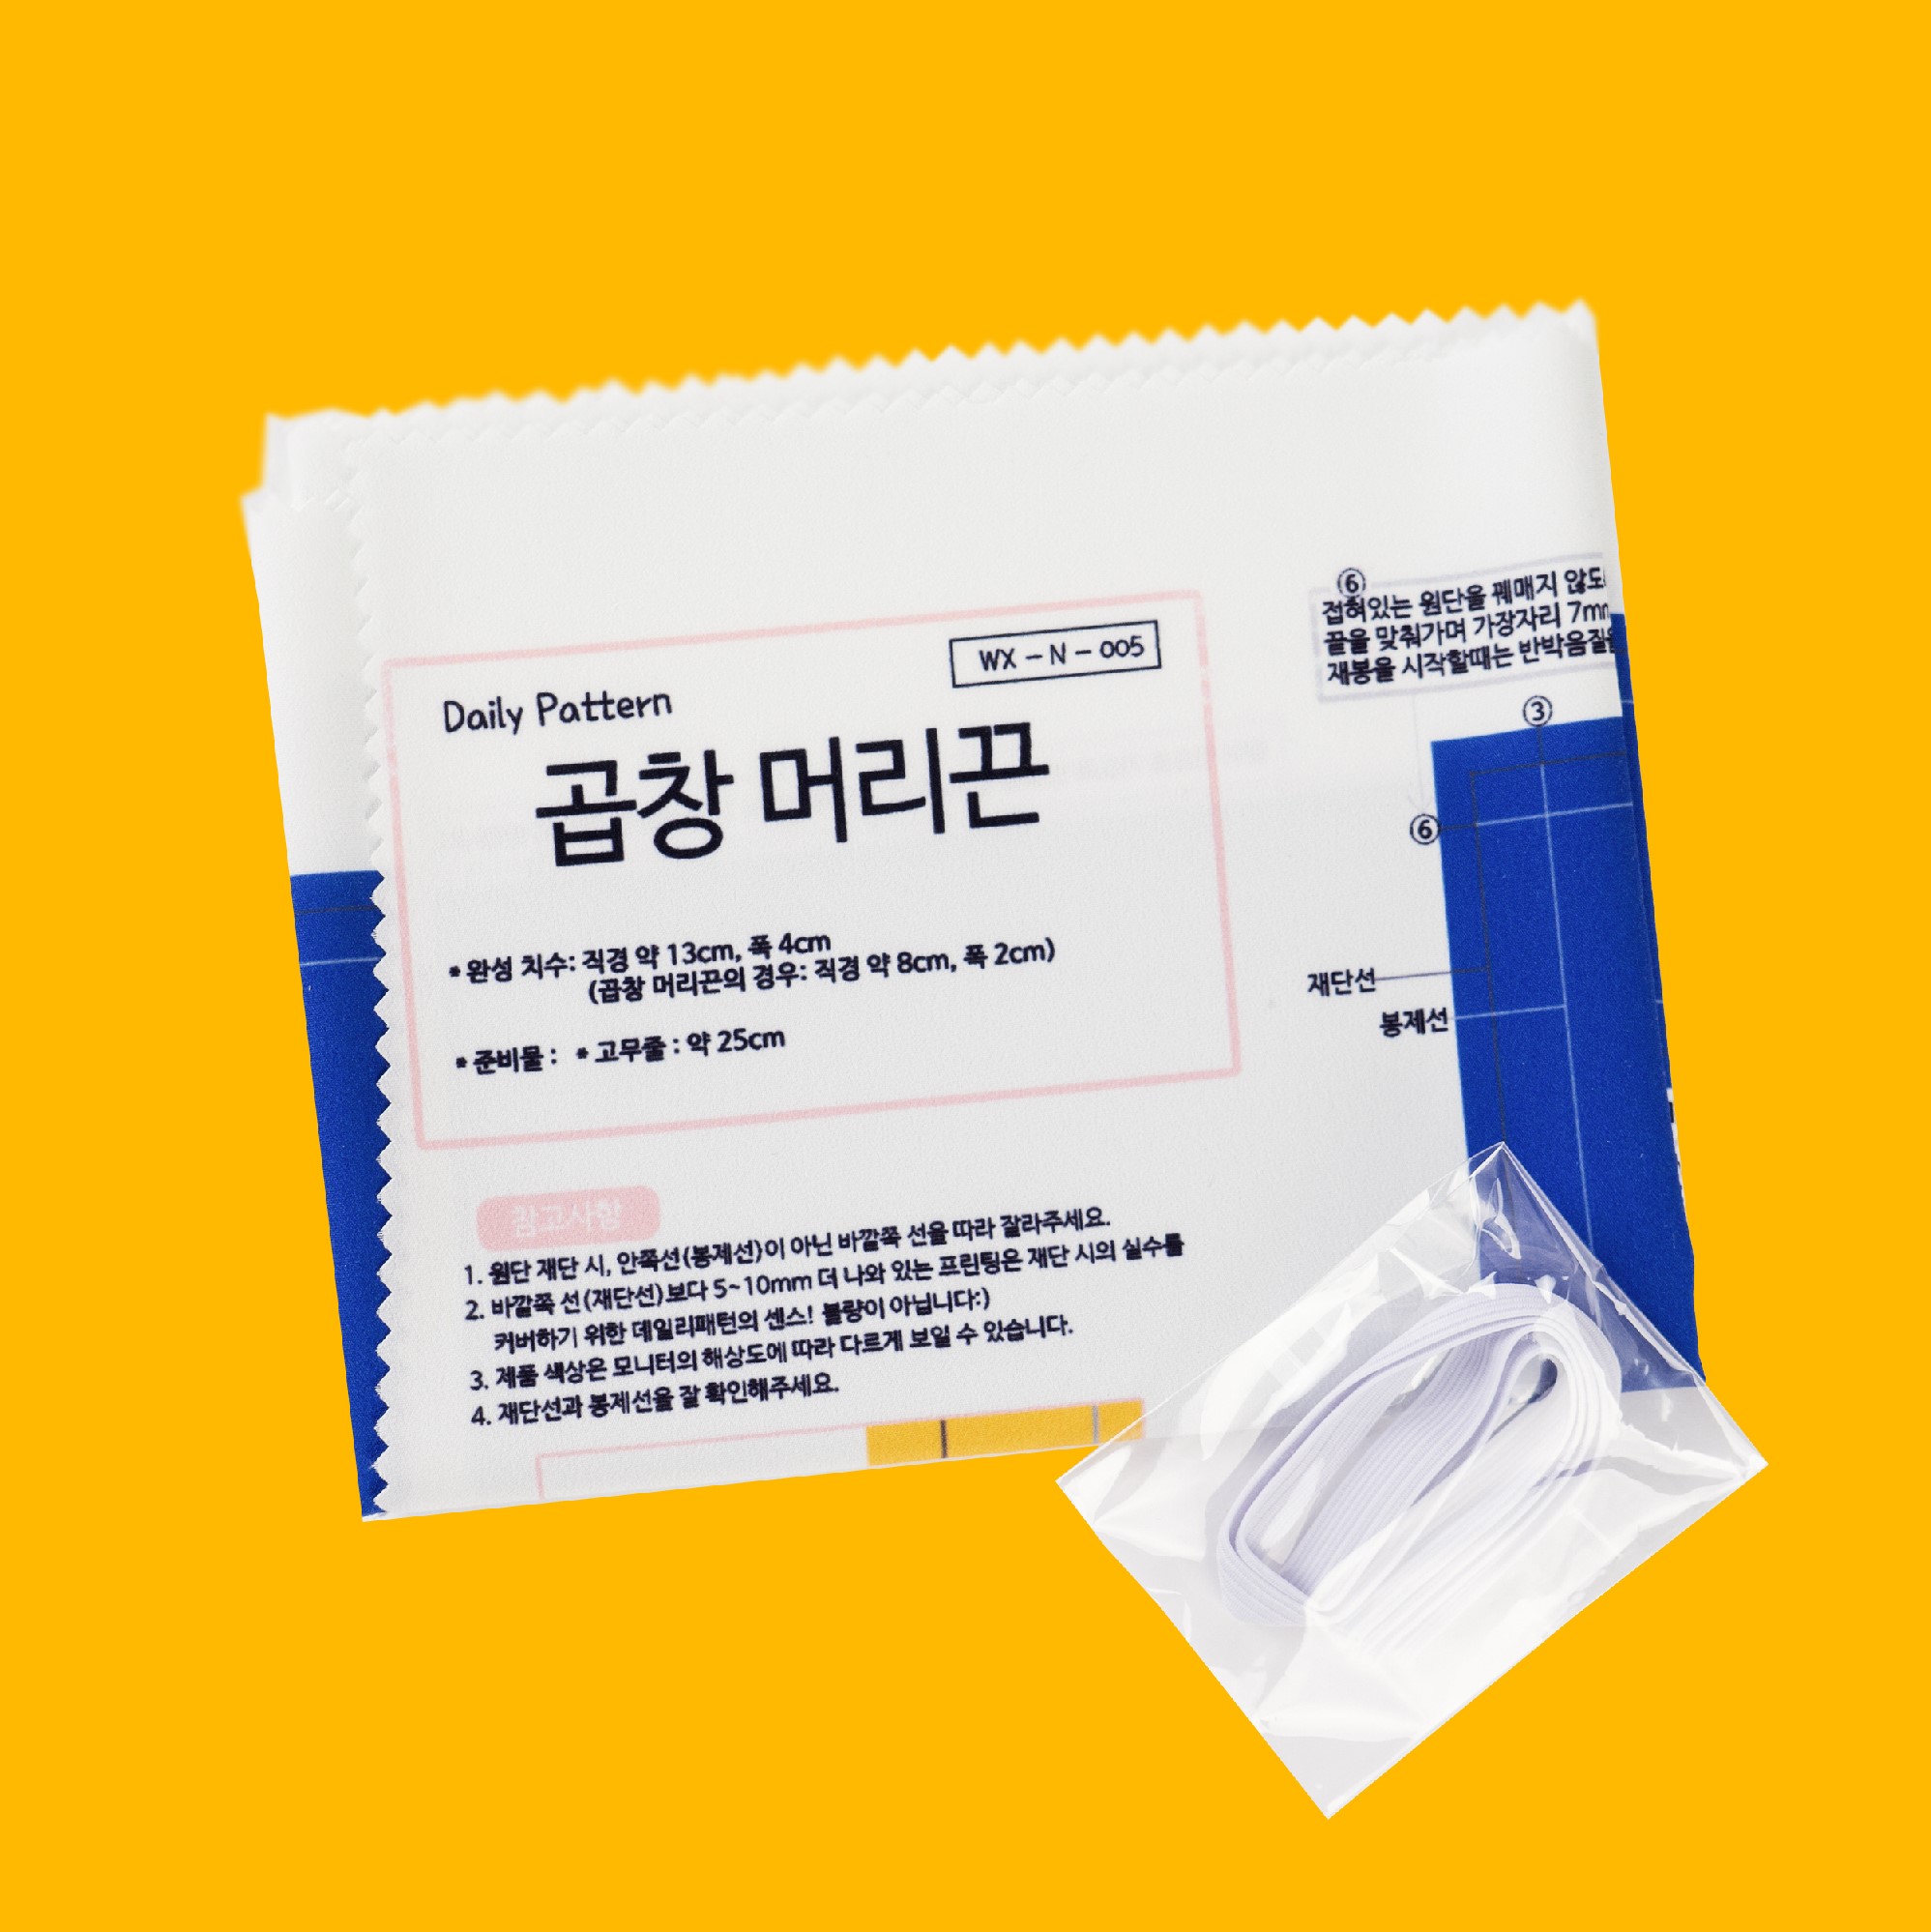 WX - N - 005
Daily Pattern
곱창 머리끈
* 완성 치수: 직경 약 13cm, 폭 4cm
(곱창 머리끈의 경우: 직경 약 8cm, 폭 2cm)
* 준비물 : * 고무줄 : 약 25cm
참고사항
1. 원단 재단 시, 안쪽선(봉제선)이 아닌 바깥쪽 선을 따라 잘라주세요.
2. 바깥쪽 선(재단선)보다 5~10mm 더 나와 있는 프린팅은 재단 시의 실수를
커버하기 위한 데일리패턴의 센스! 불량이 아닙니다:)
3. 제품 색상은 모니터의 해상도에 따라 다르게 보일 수 있습니다.
4. 재단선과 봉제선을 잘 확인해주세요.
⑥
접혀있는 원단을 꿰매지 않도
끝을 맞춰가며 가장자리 7mm
재봉을 시작할때는 반박음질을
③
⑥
재단선
봉제선